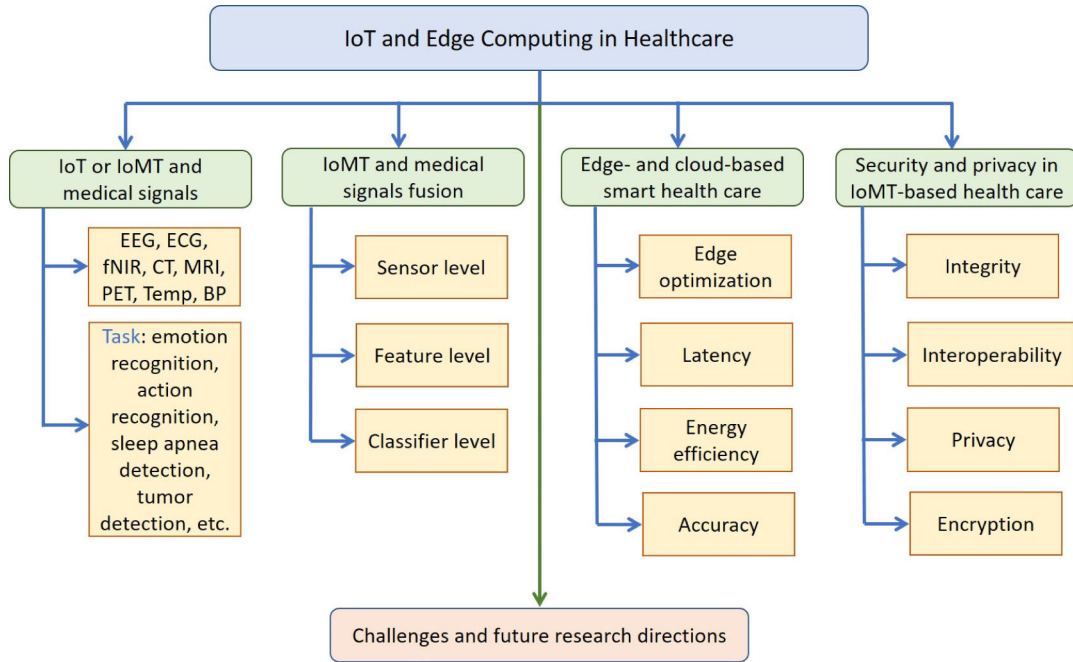 IoT and Edge Computing in Healthcare
IoT or IoMT and
medical signals
EEG, ECG,
fNIR, CT, MRI,
PET, Temp, BP
Task: emotion
recognition,
action
recognition,
sleep apnea
detection,
tumor
detection, etc.
IoMT and medical
signals fusion
Sensor level
Feature level
Classifier level
Edge- and cloud-based
smart health care
Edge
optimization
Latency
Energy
efficiency
Accuracy
Security and privacy in
IoMT-based health care
Integrity
Interoperability
Privacy
Encryption
Challenges and future research directions